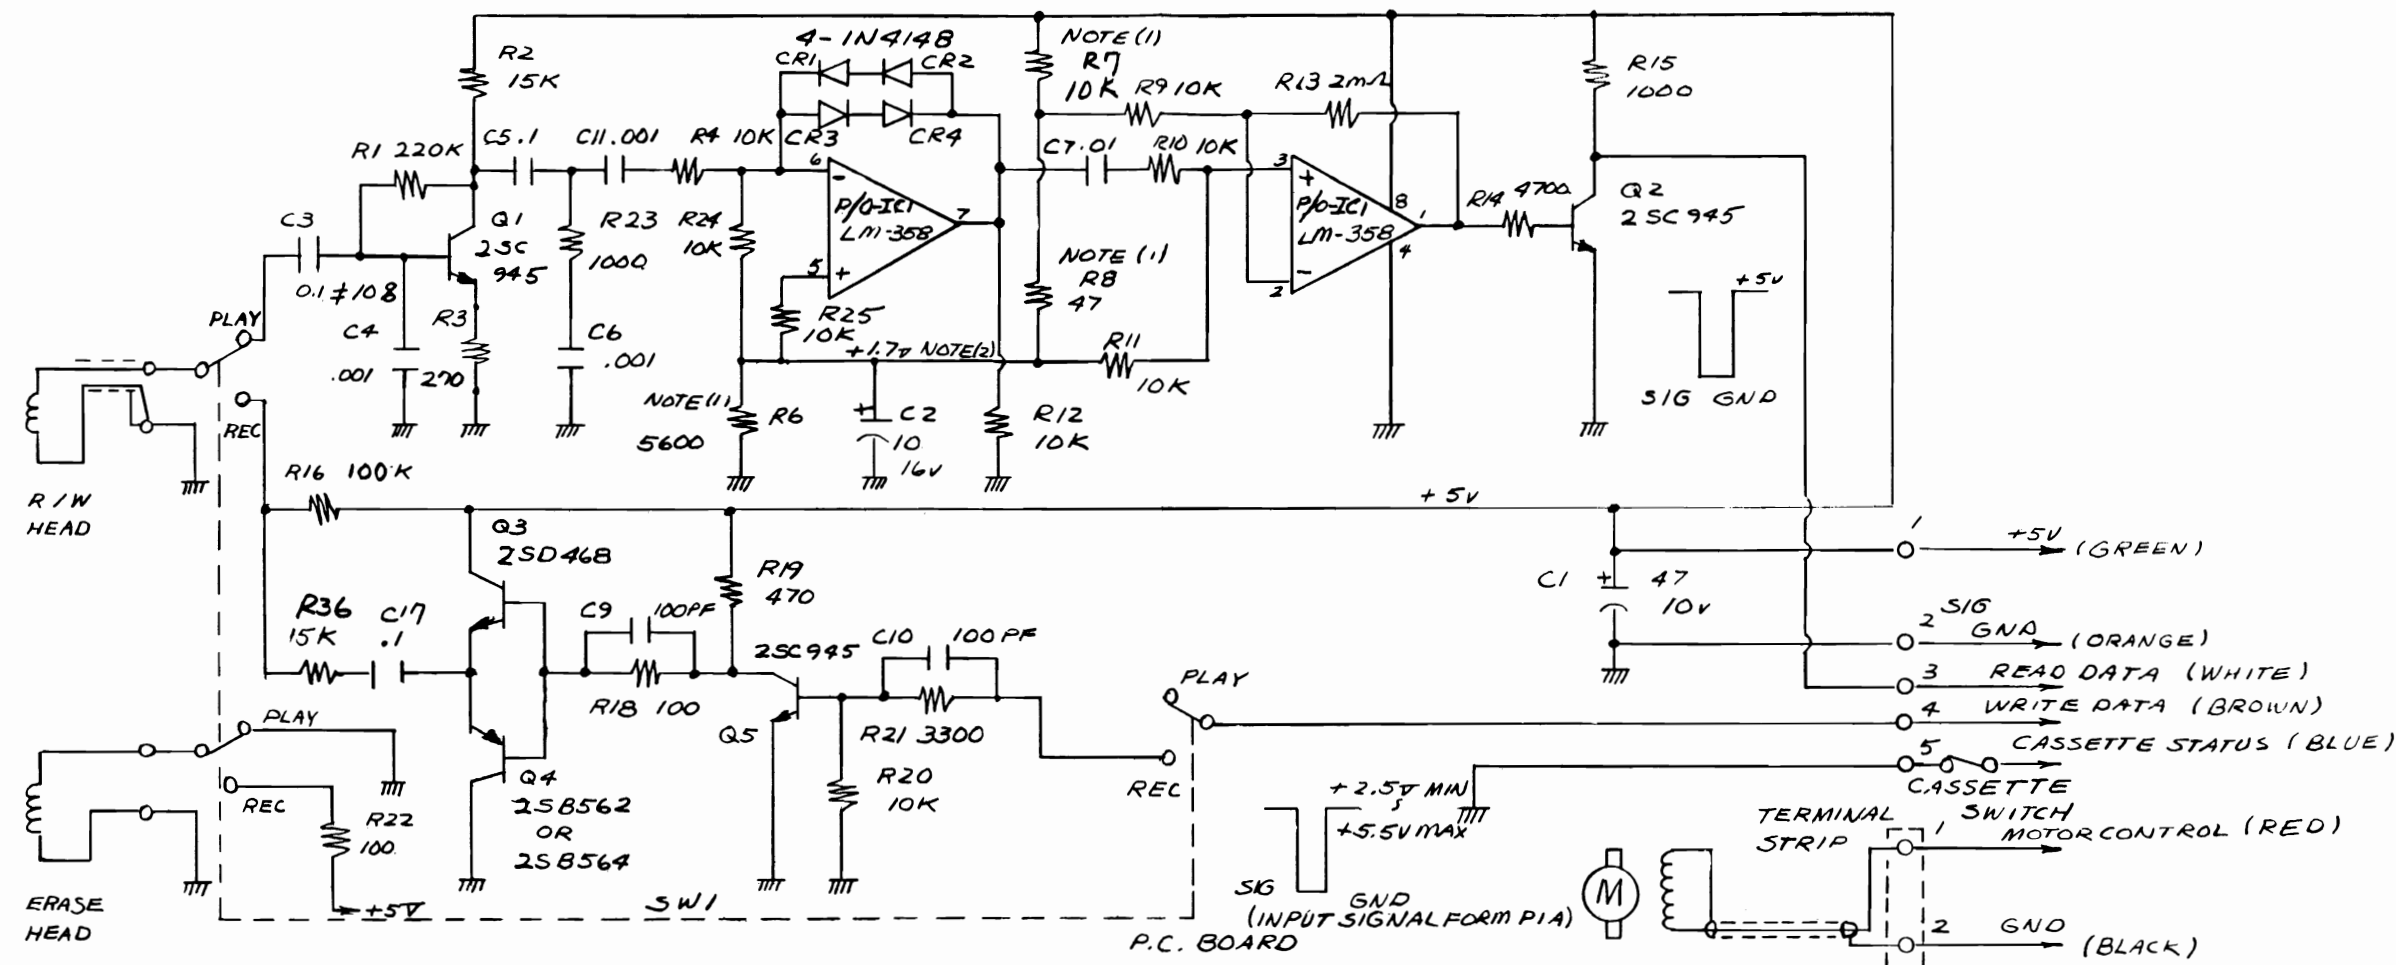 4-1N4148
CR1
CR2
CR3
CR4
R2
15K
NOTE (1)
R7
10K
R9 10K
R13 2mΩ
R15
1000
R1 220K
C5 .1
C11 .001
R4 10K
C7 .01
R10 10K
6
-
P/O-IC1
LM-358
7
5
+
3
+
P/O-IC1
LM-358
8
1
4
-
2
R14 4700
Q2
2SC945
C3
0.1 ≠108
Q1
2SC
945
R23
1000
R24
10K
R25
10K
NOTE (1)
R8
47
+5V
SIG GND
PLAY
C4
.001
R3
270
C6
.001
+1.7V NOTE(2)
R11
10K
REC
NOTE (1)
R6
5600
+
C2
10
16V
R12
10K
R/W
HEAD
R16 100K
+5V
Q3
2SD468
R19
470
R36
15K
C17
.1
C9
100PF
R18 100
2SC945
Q5
C10
100PF
R21 3300
R20
10K
PLAY
REC
C1
+
47
10V
1
+5V
(GREEN)
2
SIG
GND
(ORANGE)
3
READ DATA (WHITE)
4
WRITE DATA (BROWN)
5
CASSETTE STATUS (BLUE)
CASSETTE
SWITCH
PLAY
REC
R22
100
+5V
ERASE
HEAD
Q4
2SB562
OR
2SB564
SW1
+2.5V MIN
S
+5.5V MAX
SIG
GND
(INPUT SIGNAL FORM PIA)
P.C. BOARD
TERMINAL
STRIP
M
1
MOTOR CONTROL (RED)
2
GND
(BLACK)